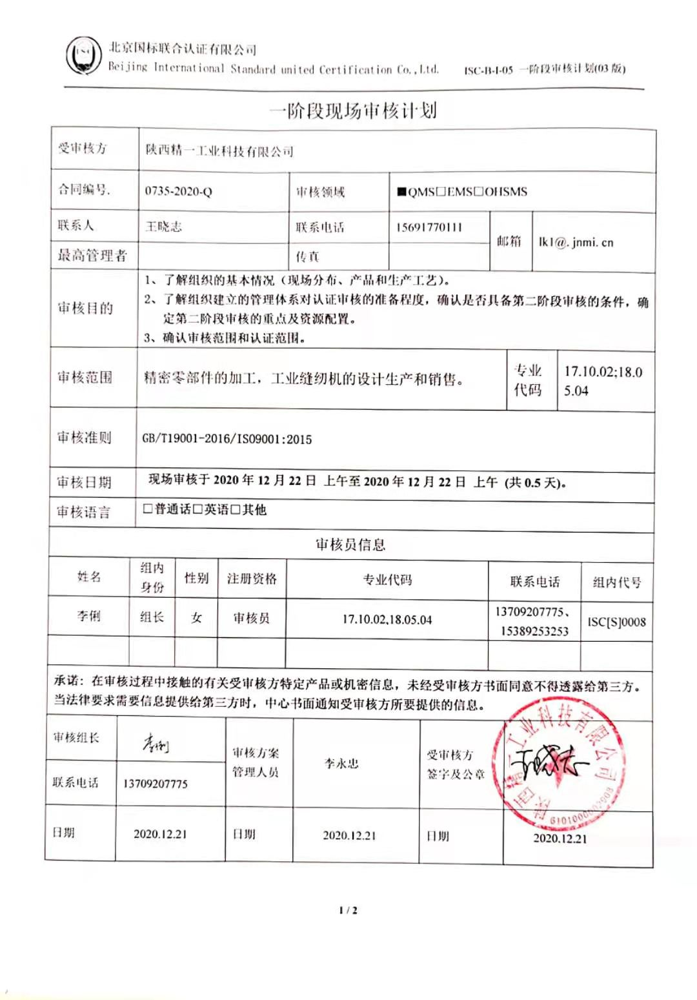 北京国标联合认证有限公司
Beijing International Standard united Certification Co.,Ltd. ISC-B-I-05 一阶段审核计划(03版)
一阶段现场审核计划
受审核方 陕西精一工业科技有限公司
合同编号. 0735-2020-Q 审核领域 ■QMS□EMS□OHSMS
联系人 王晓志 联系电话 15691770111 邮箱 lk1@.jnmi.cn
最高管理者 传真
审核目的 1、了解组织的基本情况（现场分布、产品和生产工艺）。
2、了解组织建立的管理体系对认证审核的准备程度，确认是否具备第二阶段审核的条件，确
定第二阶段审核的重点及资源配置。
3、确认审核范围和认证范围。
审核范围 精密零部件的加工，工业缝纫机的设计生产和销售。 专业代码 17.10.02;18.0
5.04
审核准则 GB/T19001-2016/ISO9001:2015
审核日期 现场审核于 2020 年 12 月 22 日 上午至 2020 年 12 月 22 日 上午 (共 0.5 天)。
审核语言 □普通话□英语□其他
审核员信息
姓名 组内身份 性别 注册资格 专业代码 联系电话 组内代号
李俐 组长 女 审核员 17.10.02,18.05.04 13709207775、 ISC[S]0008
15389253253
承诺：在审核过程中接触的有关受审核方特定产品或机密信息，未经受审核方书面同意不得透露给第三方。
当法律要求需要信息提供给第三方时，中心书面通知受审核方所要提供的信息。
审核组长 李俐 审核方案管理人员 李永忠 受审核方签字及公章 王晓志
联系电话 13709207775
日期 2020.12.21 日期 2020.12.21 日期 2020.12.21
陕西精一工业科技有限公司
1 / 2